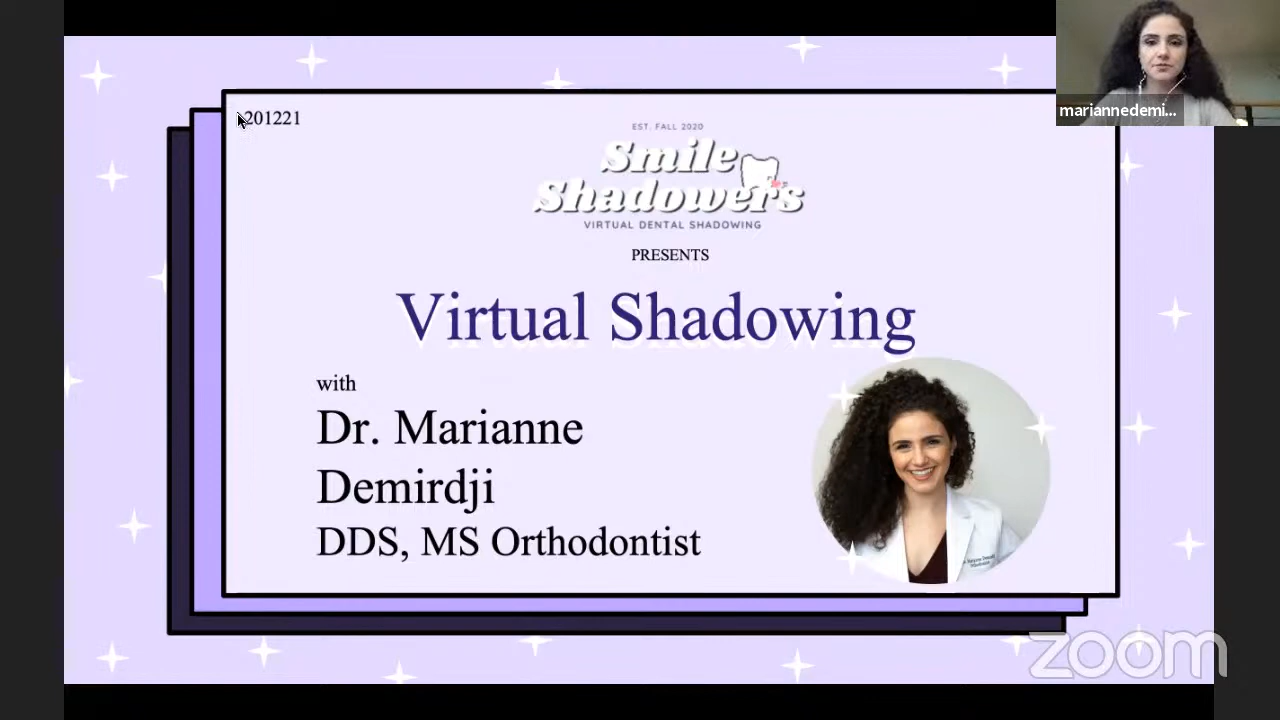 201221
mariannedemi...
EST. FALL 2020
Smile
Shadowers
VIRTUAL DENTAL SHADOWING
PRESENTS
Virtual Shadowing
with
Dr. Marianne
Demirdji
DDS, MS Orthodontist
zoom